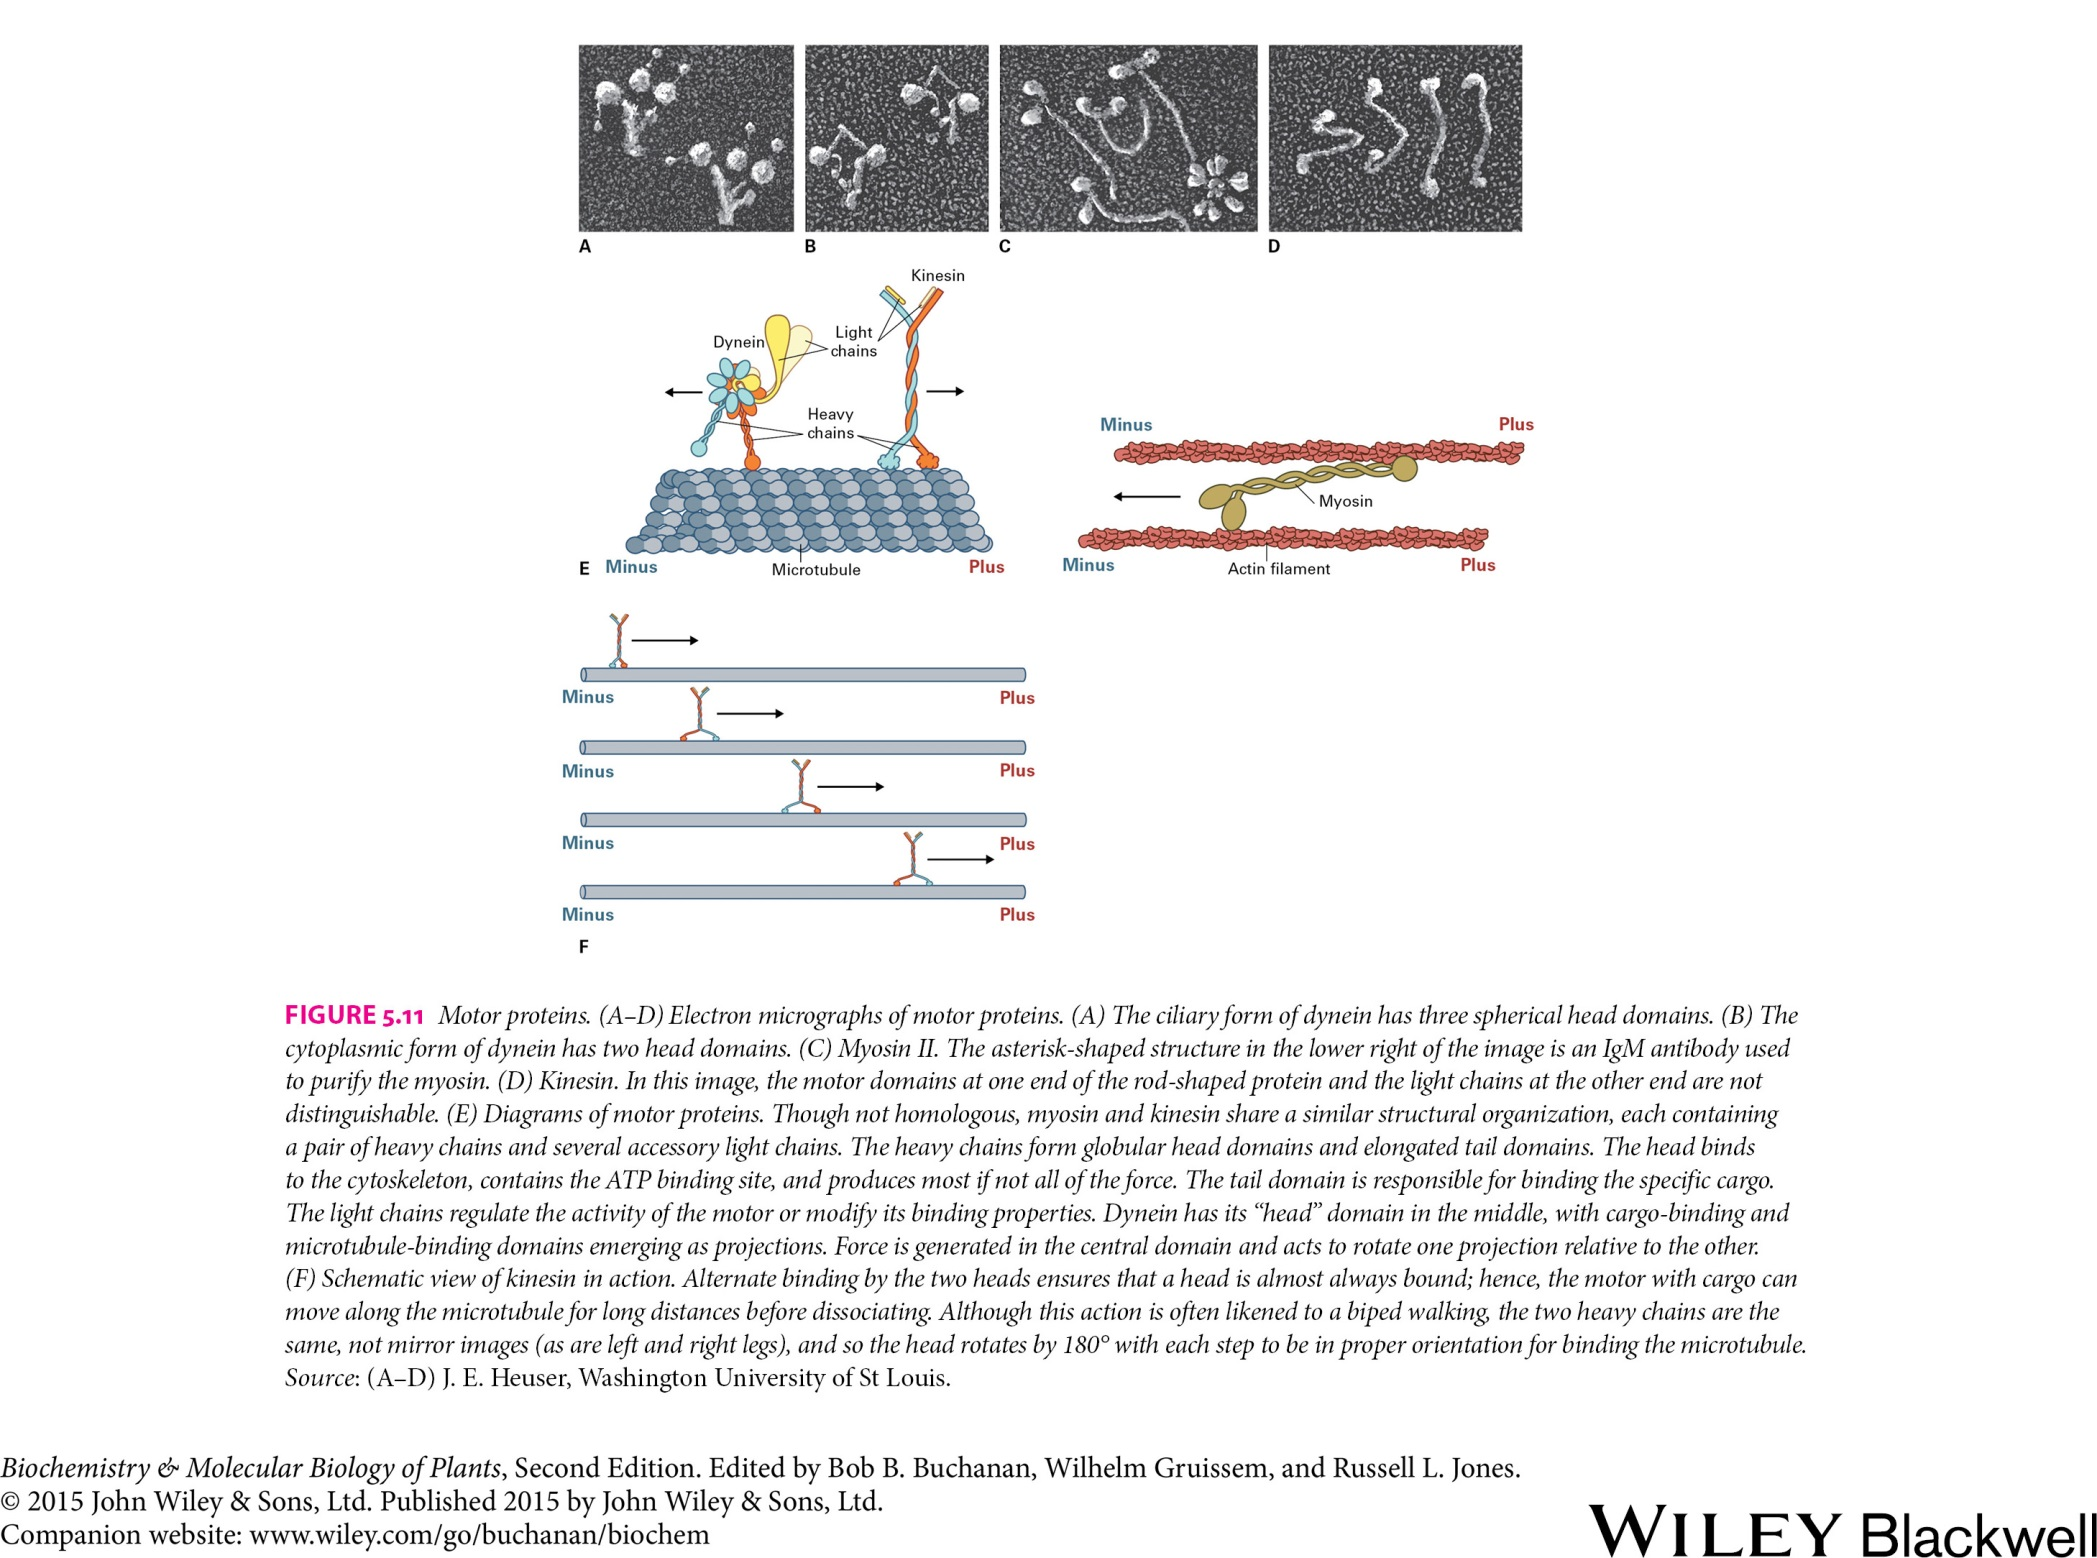 A
B
C
D
Kinesin
Light
chains
Dynein
Heavy
chains
Minus
Plus
Myosin
E
Minus
Microtubule
Plus
Minus
Actin filament
Plus
Minus
Plus
Minus
Plus
Minus
Plus
Minus
Plus
F
FIGURE 5.11 Motor proteins. (A–D) Electron micrographs of motor proteins. (A) The ciliary form of dynein has three spherical head domains. (B) The
cytoplasmic form of dynein has two head domains. (C) Myosin II. The asterisk-shaped structure in the lower right of the image is an IgM antibody used
to purify the myosin. (D) Kinesin. In this image, the motor domains at one end of the rod-shaped protein and the light chains at the other end are not
distinguishable. (E) Diagrams of motor proteins. Though not homologous, myosin and kinesin share a similar structural organization, each containing
a pair of heavy chains and several accessory light chains. The heavy chains form globular head domains and elongated tail domains. The head binds
to the cytoskeleton, contains the ATP binding site, and produces most if not all of the force. The tail domain is responsible for binding the specific cargo.
The light chains regulate the activity of the motor or modify its binding properties. Dynein has its “head” domain in the middle, with cargo-binding and
microtubule-binding domains emerging as projections. Force is generated in the central domain and acts to rotate one projection relative to the other.
(F) Schematic view of kinesin in action. Alternate binding by the two heads ensures that a head is almost always bound; hence, the motor with cargo can
move along the microtubule for long distances before dissociating. Although this action is often likened to a biped walking, the two heavy chains are the
same, not mirror images (as are left and right legs), and so the head rotates by 180° with each step to be in proper orientation for binding the microtubule.
Source: (A–D) J. E. Heuser, Washington University of St Louis.
Biochemistry & Molecular Biology of Plants, Second Edition. Edited by Bob B. Buchanan, Wilhelm Gruissem, and Russell L. Jones.
© 2015 John Wiley & Sons, Ltd. Published 2015 by John Wiley & Sons, Ltd.
Companion website: www.wiley.com/go/buchanan/biochem
WILEY Blackwell